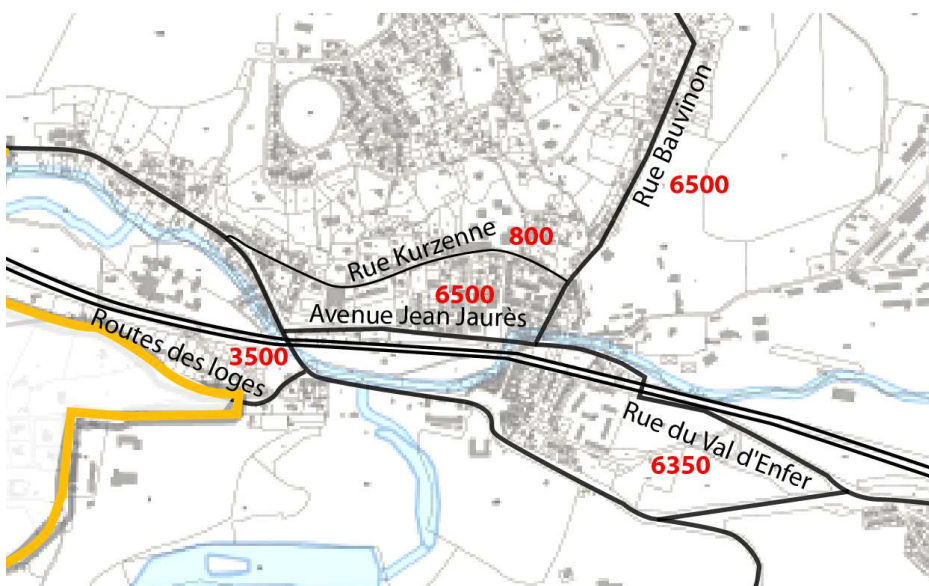 Rue Bauvinon
6500
Rue Kurzenne
800
6500
Avenue Jean Jaurès
Routes des loges
3500
Rue du Val d'Enfer
6350